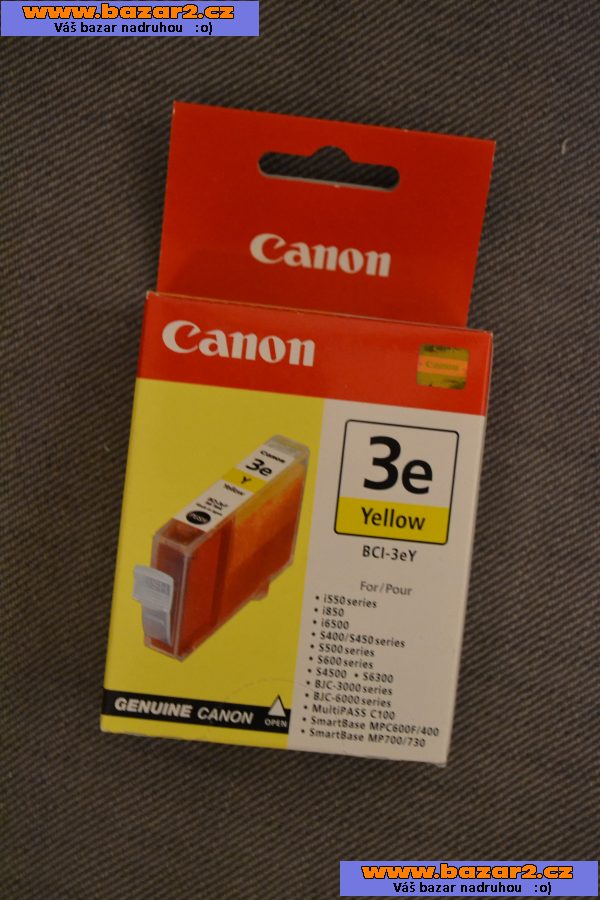 www.bazar2.cz
Váš bazar nadruhou :o)
Canon
Canon
Canon
3e
Yellow
BCI-3eY
Canon
3e
Y
Yellow
For/Pour
• i550 series
• i850
• i6500
• S400/S450 series
• S500 series
• S600 series
• S4500 • S6300
• BJC-3000 series
• BJC-6000 series
• MultiPASS C100
• SmartBase MPC600F/400
• SmartBase MP700/730
GENUINE CANON
OPEN
www.bazar2.cz
Váš bazar nadruhou :o)